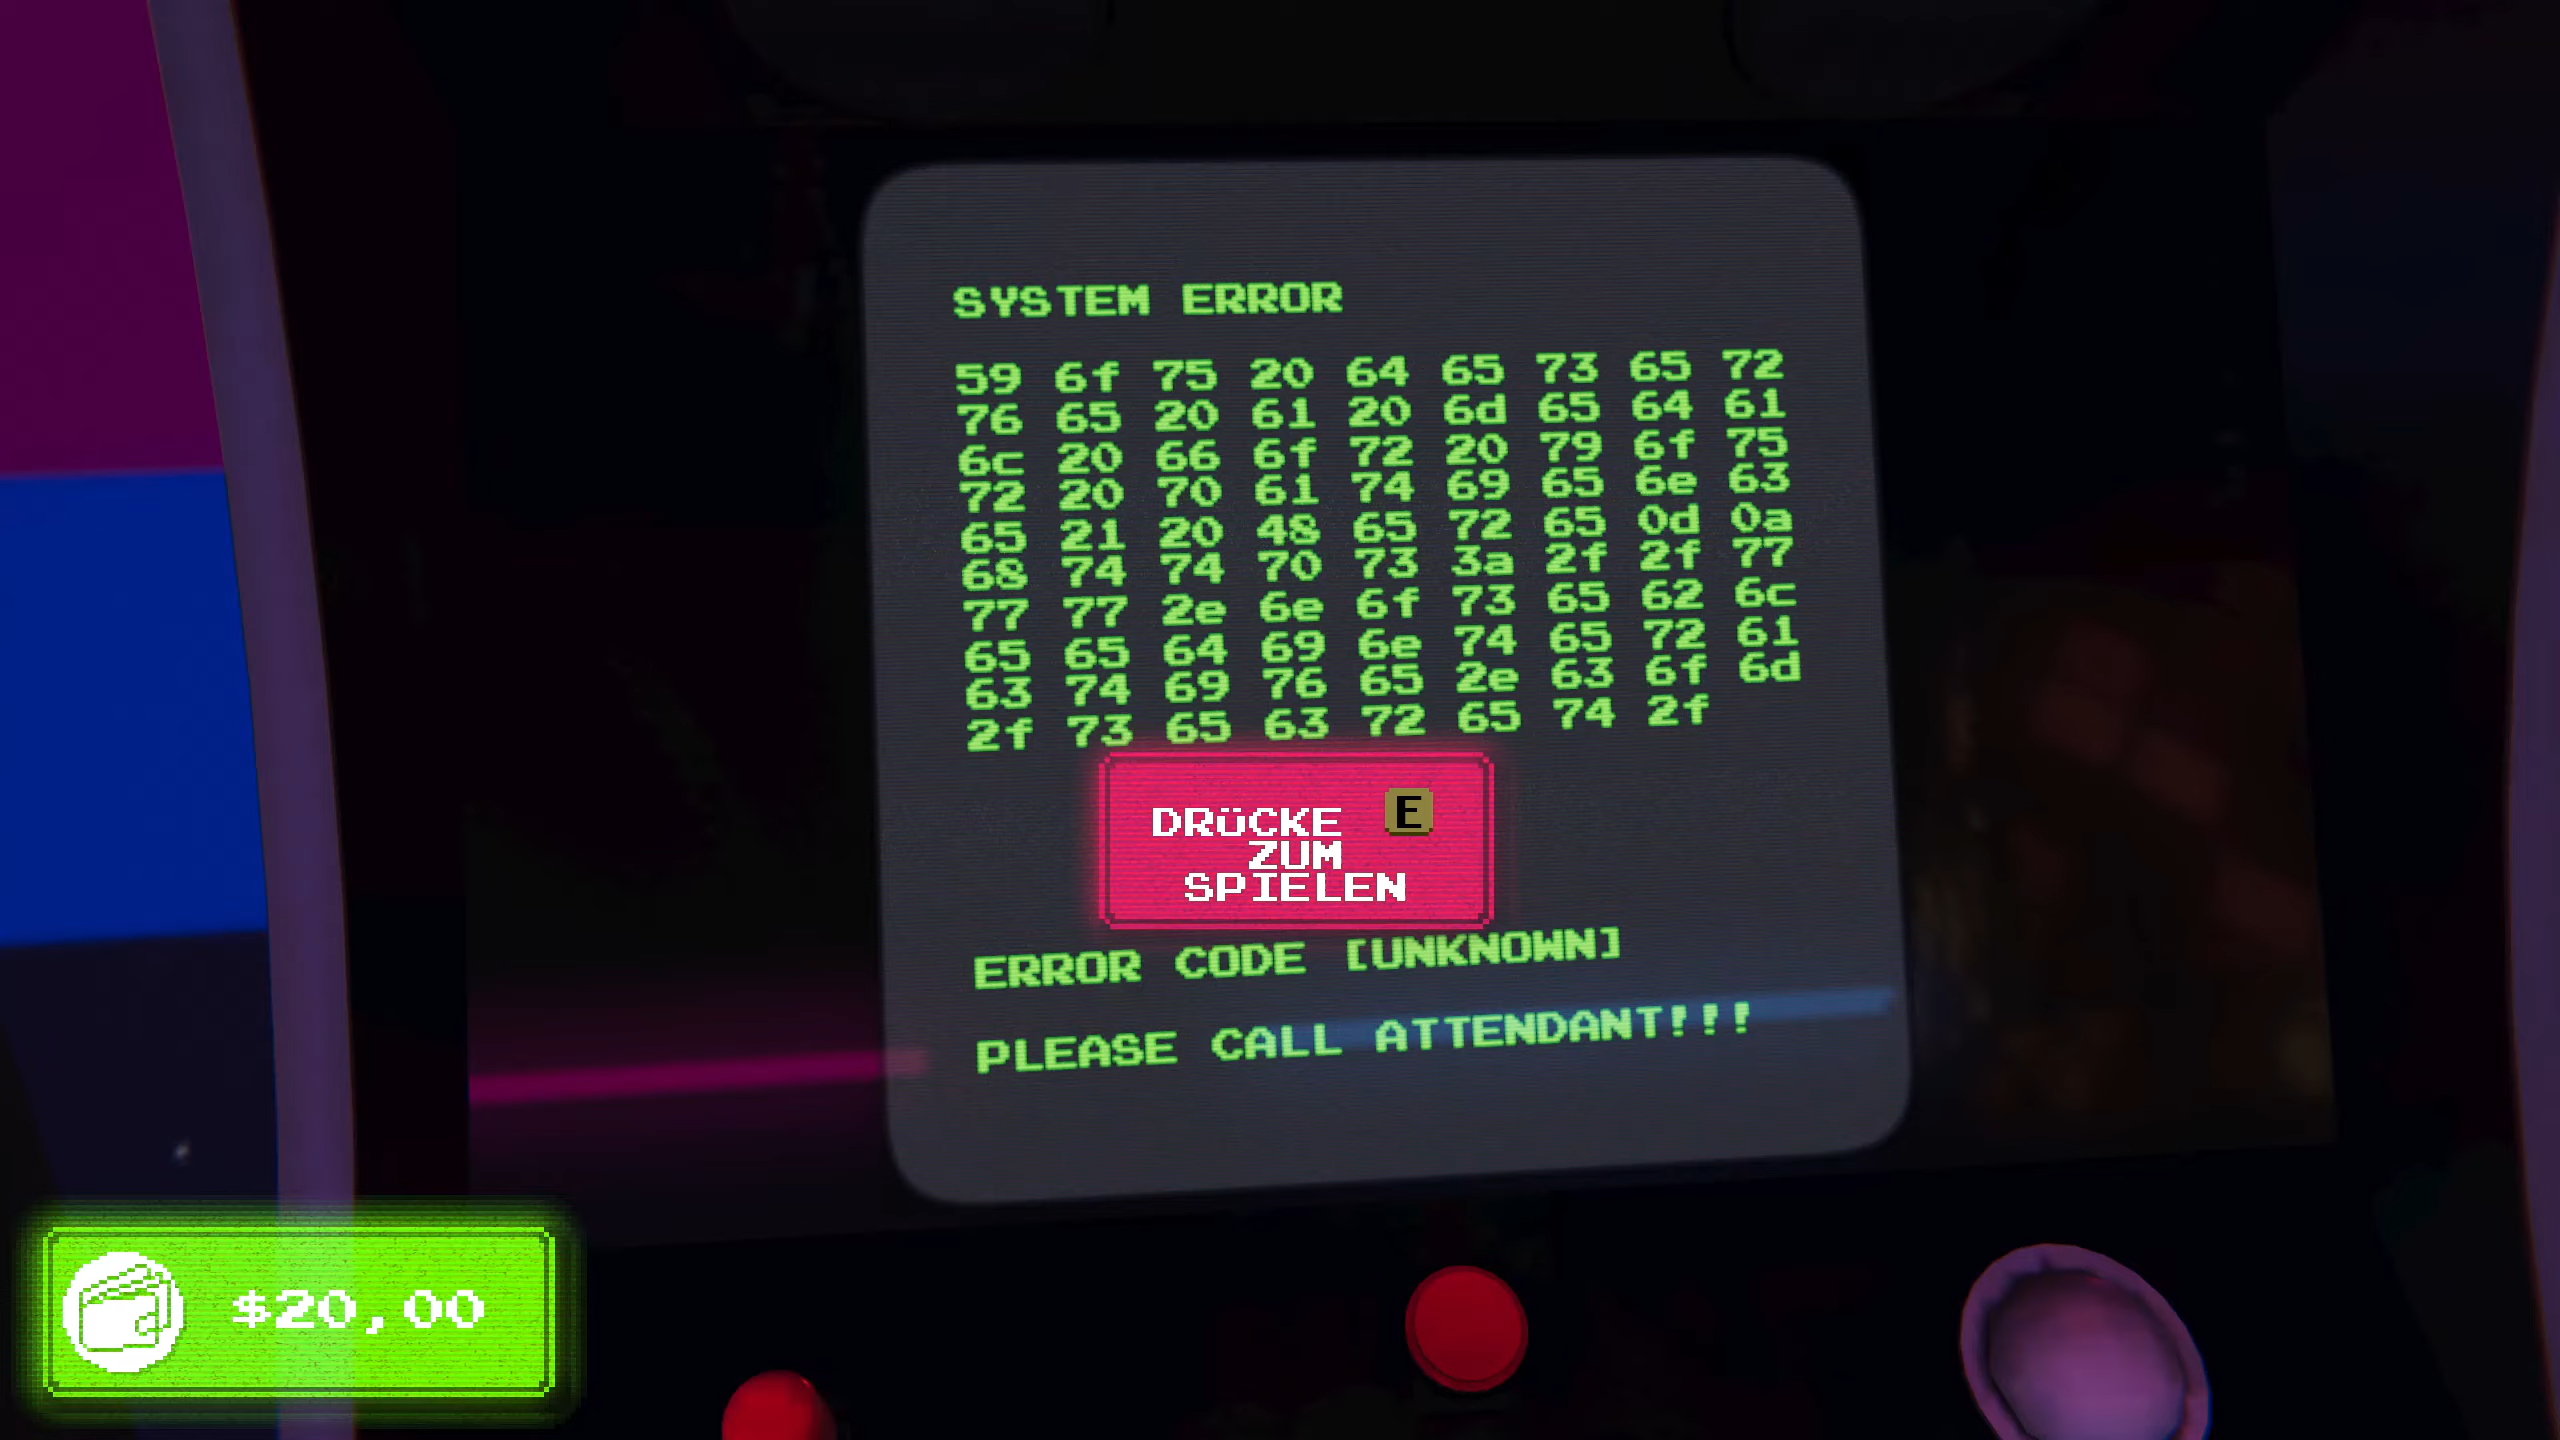 SYSTEM ERROR
59 6f 75 20 64 65 73 65 72
76 65 20 61 20 6d 65 64 61
6c 20 66 6f 72 20 79 6f 75
72 20 70 61 74 69 65 6e 63
65 21 20 48 65 72 65 0d 0a
68 74 74 70 73 3a 2f 2f 77
77 77 2e 6e 6f 73 65 62 6c
65 65 64 69 6e 74 65 72 61
63 74 69 76 65 2e 63 6f 6d
2f 73 65 63 72 65 74 2f
DRÜCKE E
ZUM
SPIELEN
ERROR CODE [UNKNOWN]
PLEASE CALL ATTENDANT!!!
$20,00